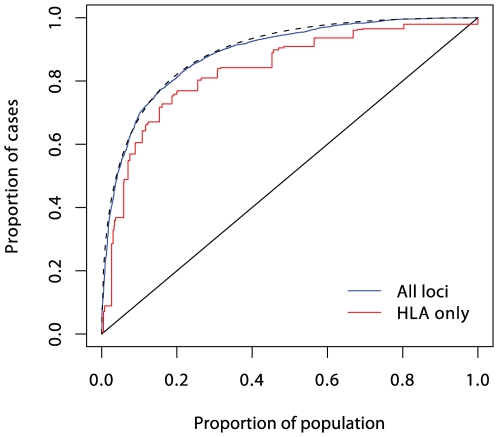 Proportion of cases
1.0
0.8
0.6
0.4
0.2
0.0
All loci
HLA only
0.0 0.2 0.4 0.6 0.8 1.0
Proportion of population